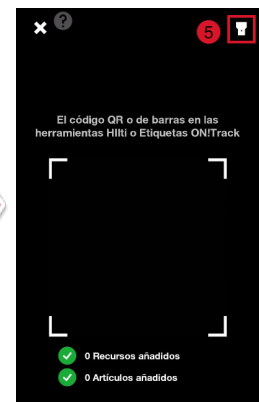 5
El código QR o de barras en las
herramientas HIlti o Etiquetas ON!Track
0 Recursos añadidos
0 Artículos añadidos